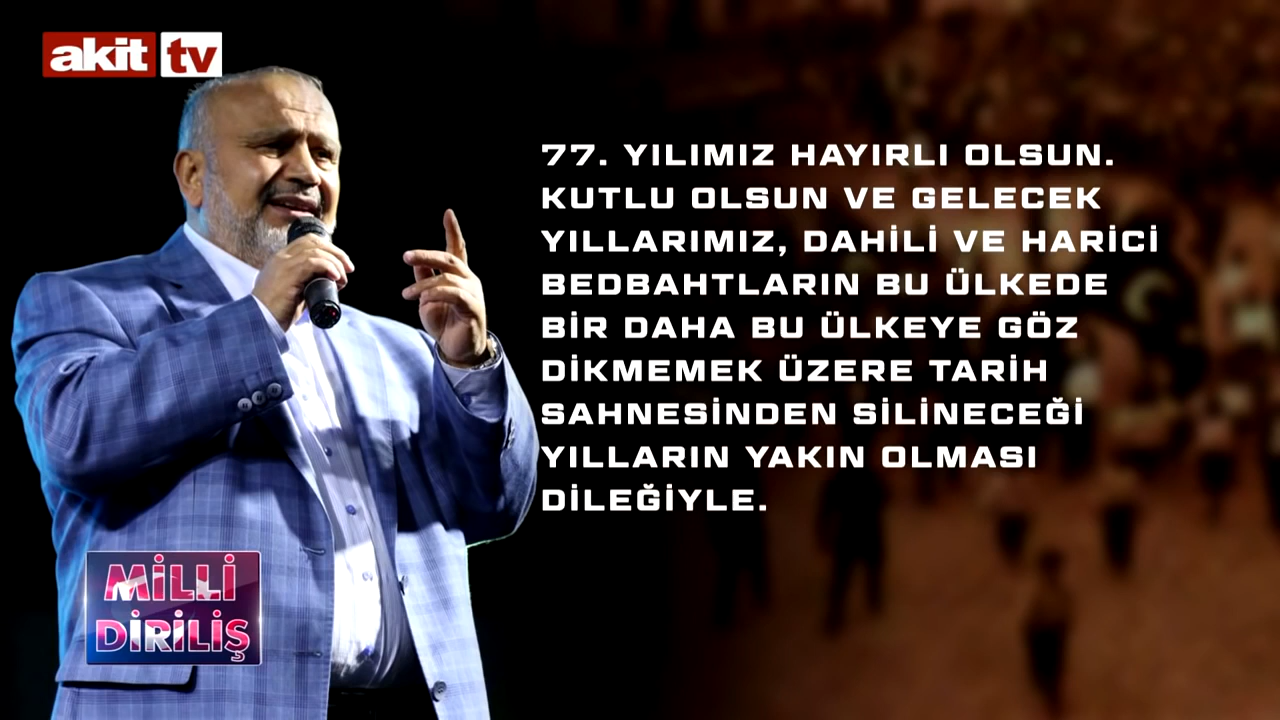 akit tv
77. YILIMIZ HAYIRLI OLSUN.
KUTLU OLSUN VE GELECEK
YILLARIMIZ, DAHİLİ VE HARİCİ
BEDBAHTLARIN BU ÜLKEDE
BİR DAHA BU ÜLKEYE GÖZ
DİKMEMEK ÜZERE TARİH
SAHNESİNDEN SİLİNECEĞİ
YILLARIN YAKIN OLMASI
DİLEĞİYLE.
MİLLİ
DİRİLİŞ